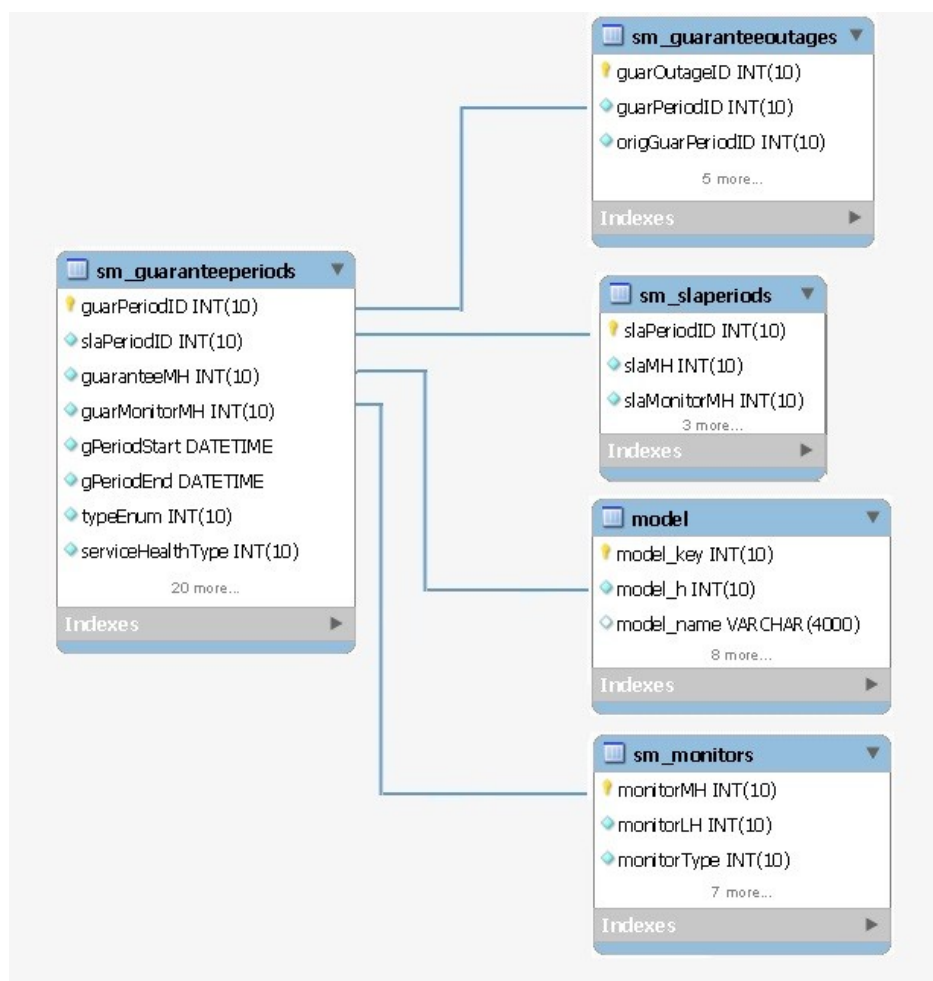 sm_guaranteeoutages
guarOutageID INT(10)
guarPeriodID INT(10)
origGuarPeriodID INT(10)
5 more...
Indexes
sm_guaranteeperiods
guarPeriodID INT(10)
slaPeriodID INT(10)
guaranteeMH INT(10)
guarMonitorMH INT(10)
gPeriodStart DATETIME
gPeriodEnd DATETIME
typeEnum INT(10)
serviceHealthType INT(10)
20 more...
Indexes
sm_slaperiods
slaPeriodID INT(10)
slaMH INT(10)
slaMonitorMH INT(10)
3 more...
Indexes
model
model_key INT(10)
model_h INT(10)
model_name VARCHAR(4000)
8 more...
Indexes
sm_monitors
monitorMH INT(10)
monitorLH INT(10)
monitorType INT(10)
7 more...
Indexes